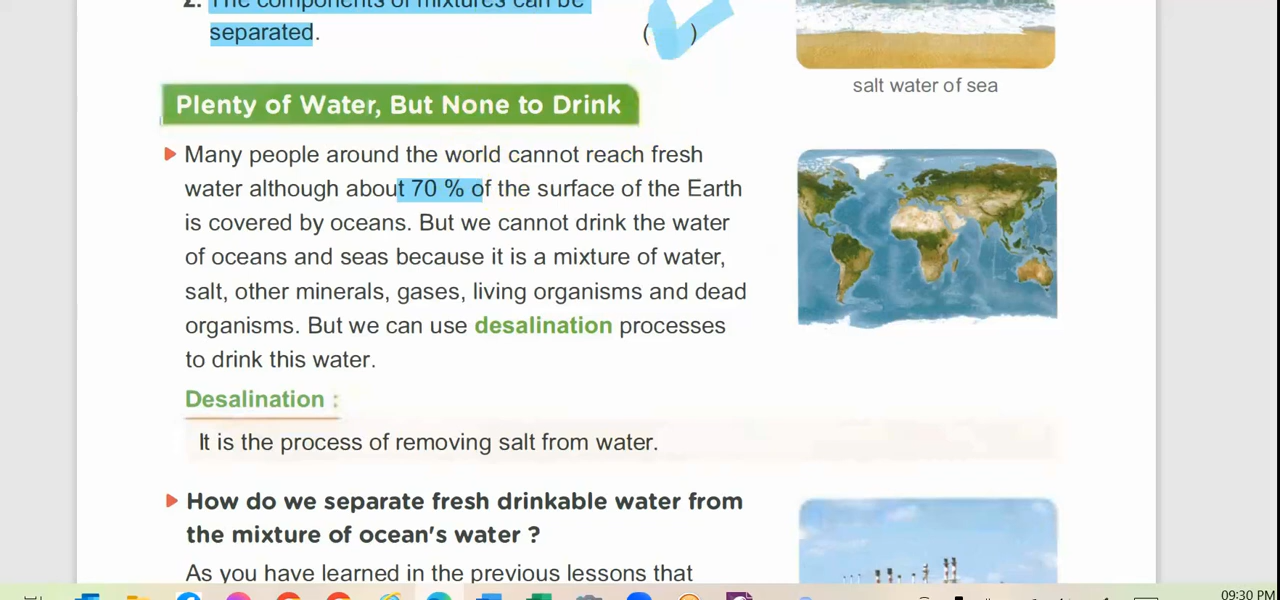 2. The components of mixtures can be
separated. ( )
salt water of sea
Plenty of Water, But None to Drink
Many people around the world cannot reach fresh
water although about 70 % of the surface of the Earth
is covered by oceans. But we cannot drink the water
of oceans and seas because it is a mixture of water,
salt, other minerals, gases, living organisms and dead
organisms. But we can use desalination processes
to drink this water.
Desalination :
It is the process of removing salt from water.
How do we separate fresh drinkable water from
the mixture of ocean's water ?
As you have learned in the previous lessons that
09:30 PM